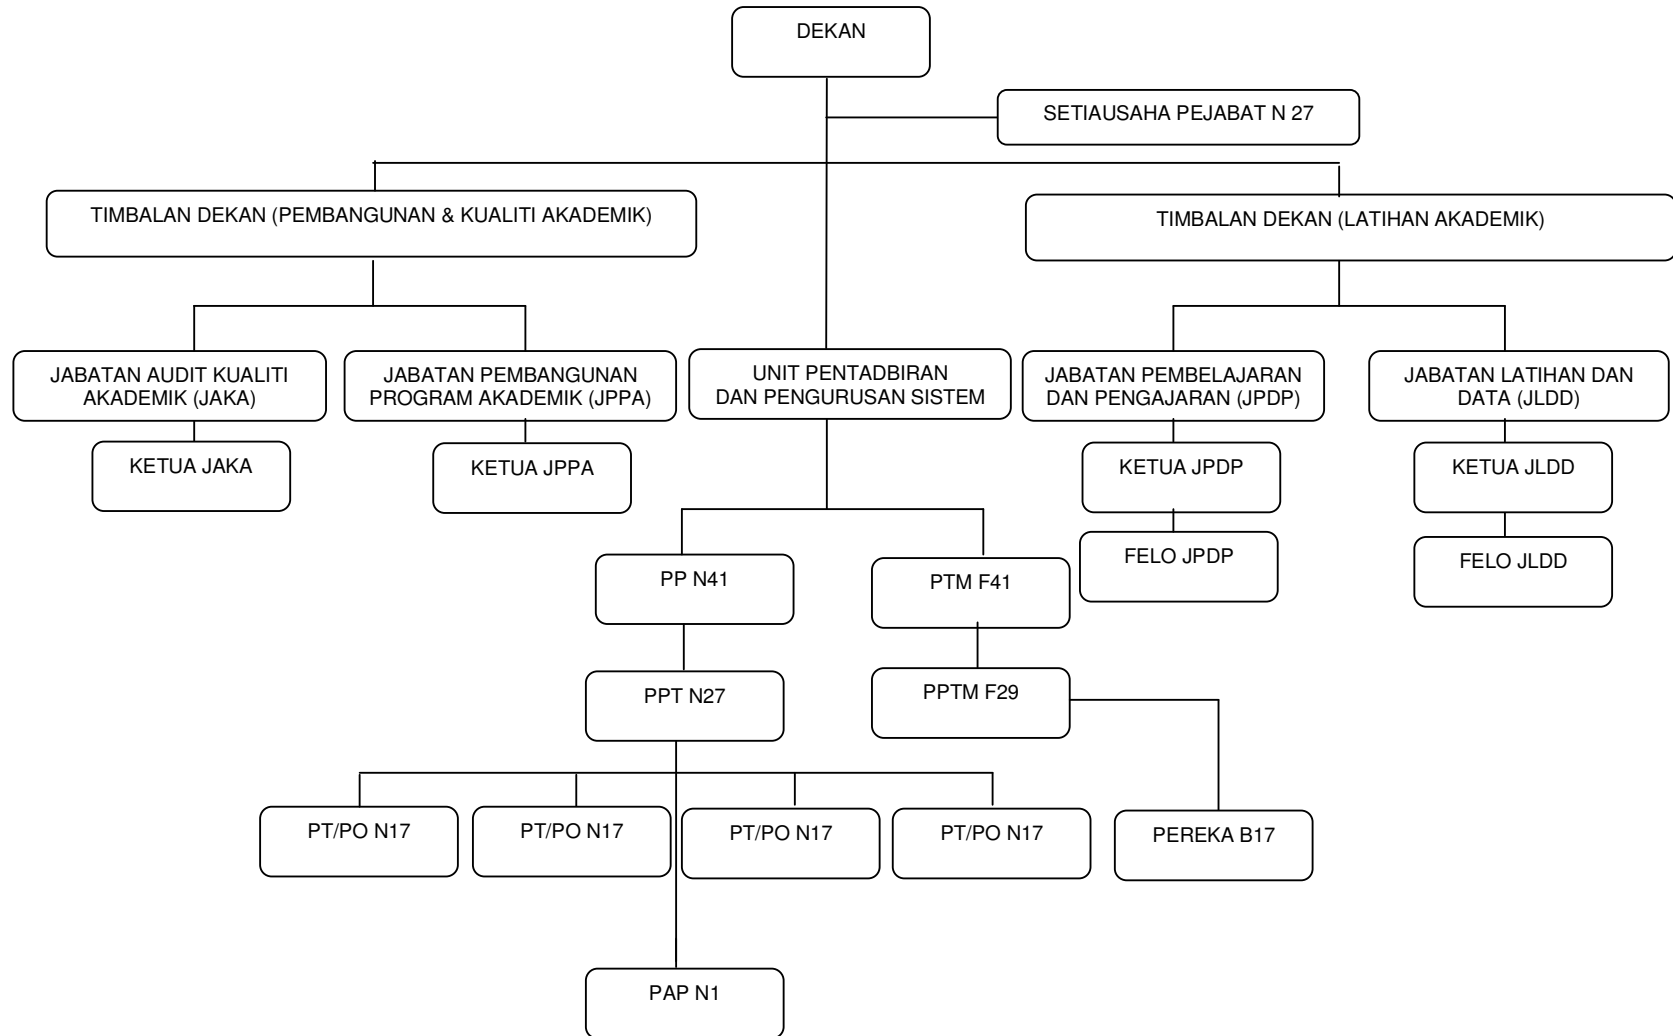 DEKAN
SETIAUSAHA PEJABAT N 27
TIMBALAN DEKAN (PEMBANGUNAN & KUALITI AKADEMIK)
TIMBALAN DEKAN (LATIHAN AKADEMIK)
JABATAN AUDIT KUALITI
AKADEMIK (JAKA)
JABATAN PEMBANGUNAN
PROGRAM AKADEMIK (JPPA)
UNIT PENTADBIRAN
DAN PENGURUSAN SISTEM
JABATAN PEMBELAJARAN
DAN PENGAJARAN (JPDP)
JABATAN LATIHAN DAN
DATA (JLDD)
KETUA JAKA
KETUA JPPA
KETUA JPDP
KETUA JLDD
FELO JPDP
FELO JLDD
PP N41
PTM F41
PPT N27
PPTM F29
PT/PO N17
PT/PO N17
PT/PO N17
PT/PO N17
PEREKA B17
PAP N1